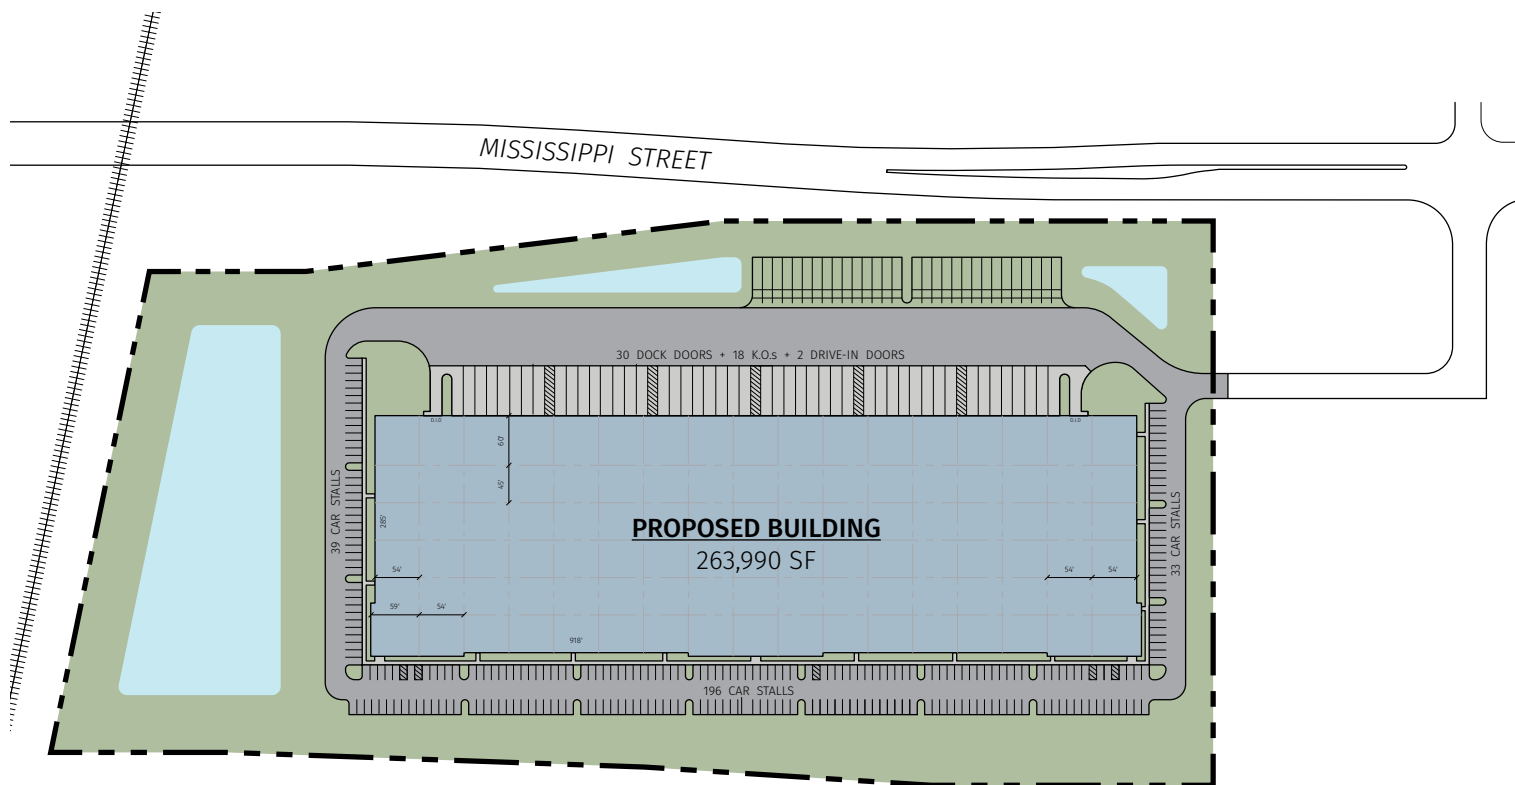 MISSISSIPPI STREET
30 DOCK DOORS + 18 K.O.s + 2 DRIVE-IN DOORS
D.I.D
D.I.D
60'
45'
39 CAR STALLS
285'
PROPOSED BUILDING
263,990 SF
33 CAR STALLS
54'
54'
54'
59'
54'
918'
196 CAR STALLS